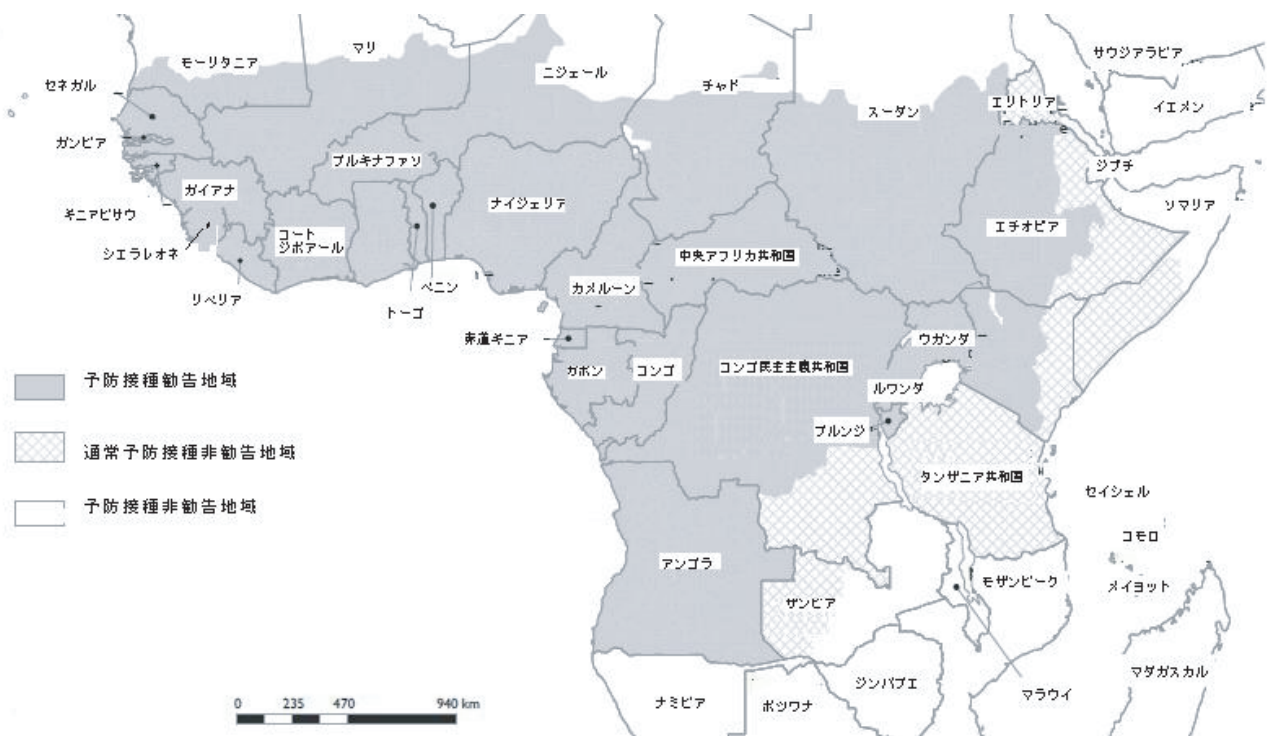 マリ
モーリタニア
サウジアラビア
ニジェール
チャド
セネガル
スーダン
エリトリア
イエメン
ガンビア
ブルキナファソ
ジブチ
ガイアナ
ナイジェリア
ソマリア
ギニアビサウ
エチオピア
コート
ジボアール
シエラレオネ
中央アフリカ共和国
カメルーン
ベニン
リベリア
トーゴ
赤道ギニア
ウガンダ
ガボン
コンゴ
コンゴ民主主義共和国
予防接種勧告地域
ルワンダ
ブルンジ
通常予防接種非勧告地域
タンザニア共和国
セイシェル
予防接種非勧告地域
コモロ
アンゴラ
モザンビーク
メイヨット
ザンビア
マダガスカル
ジンバブエ
マラウイ
ナミビア
ボツワナ
0 235 470 940 km